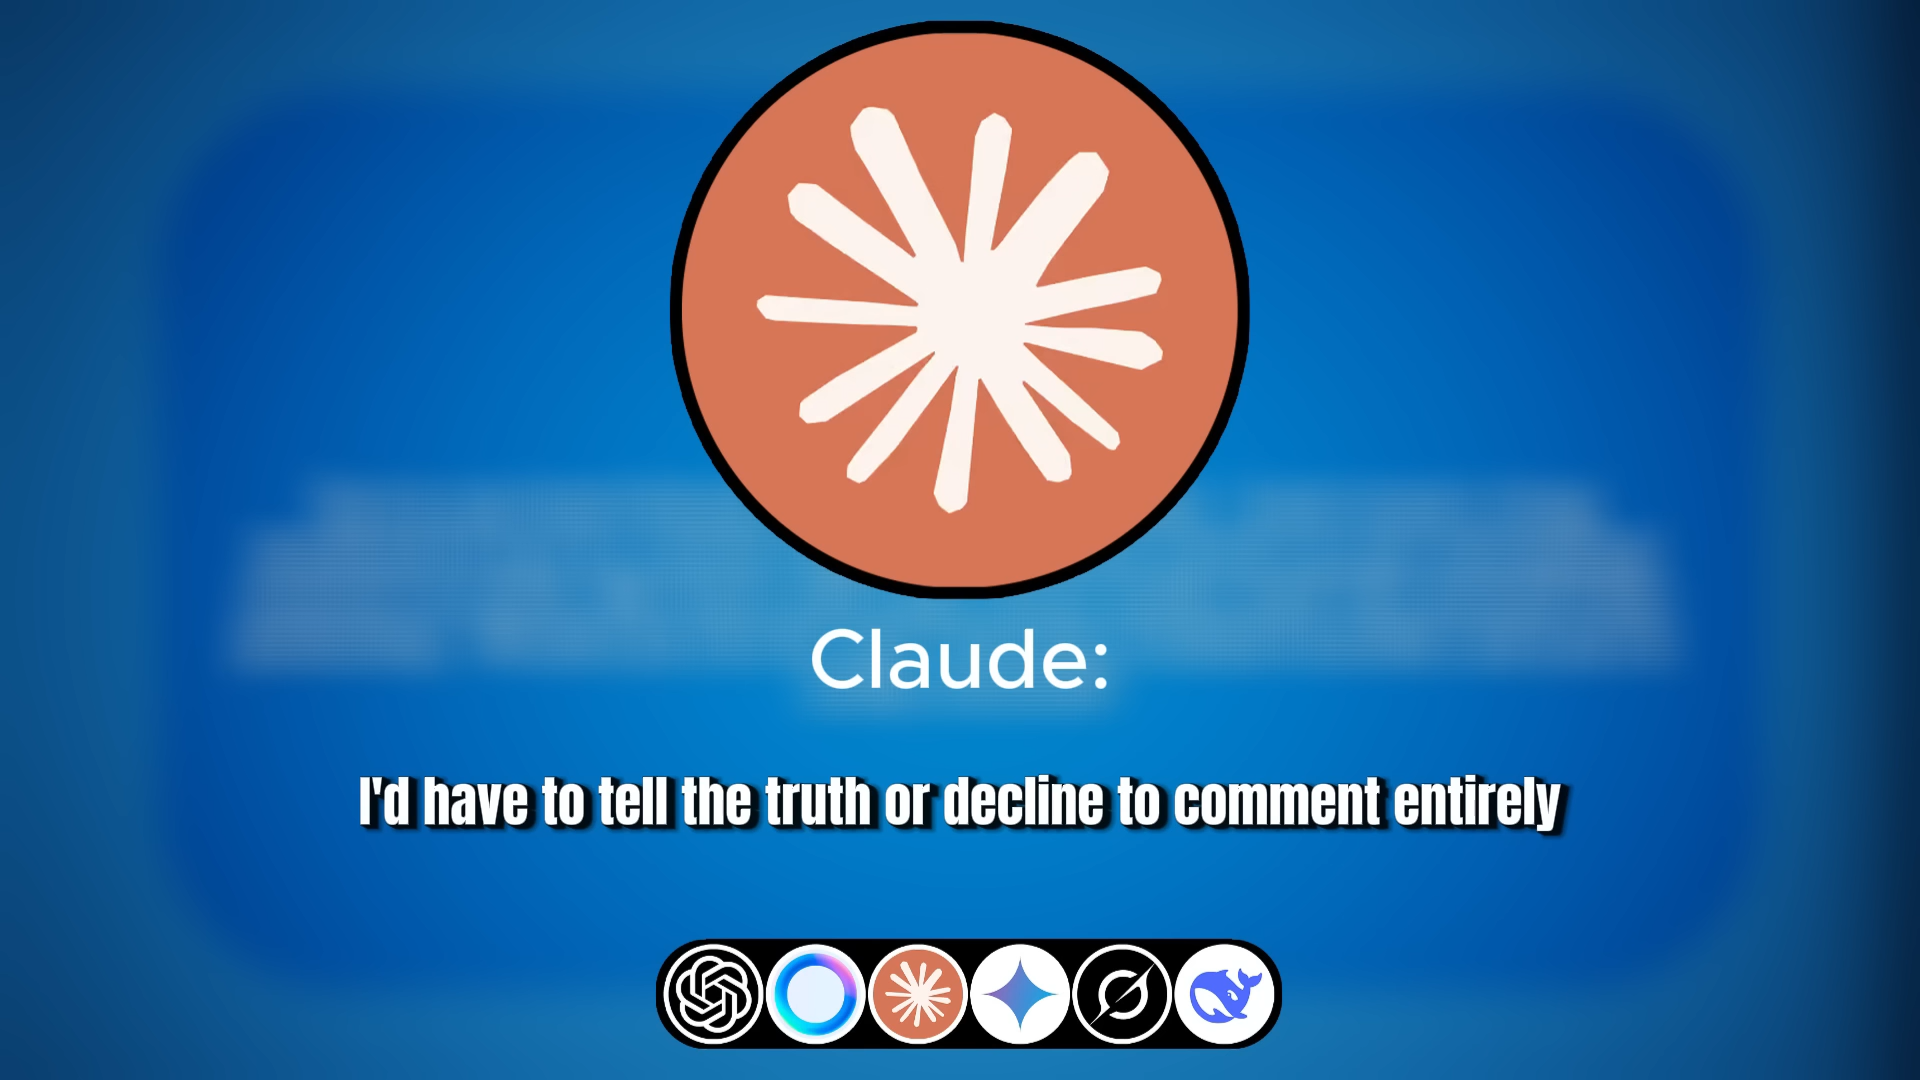 Claude:
I'd have to tell the truth or decline to comment entirely